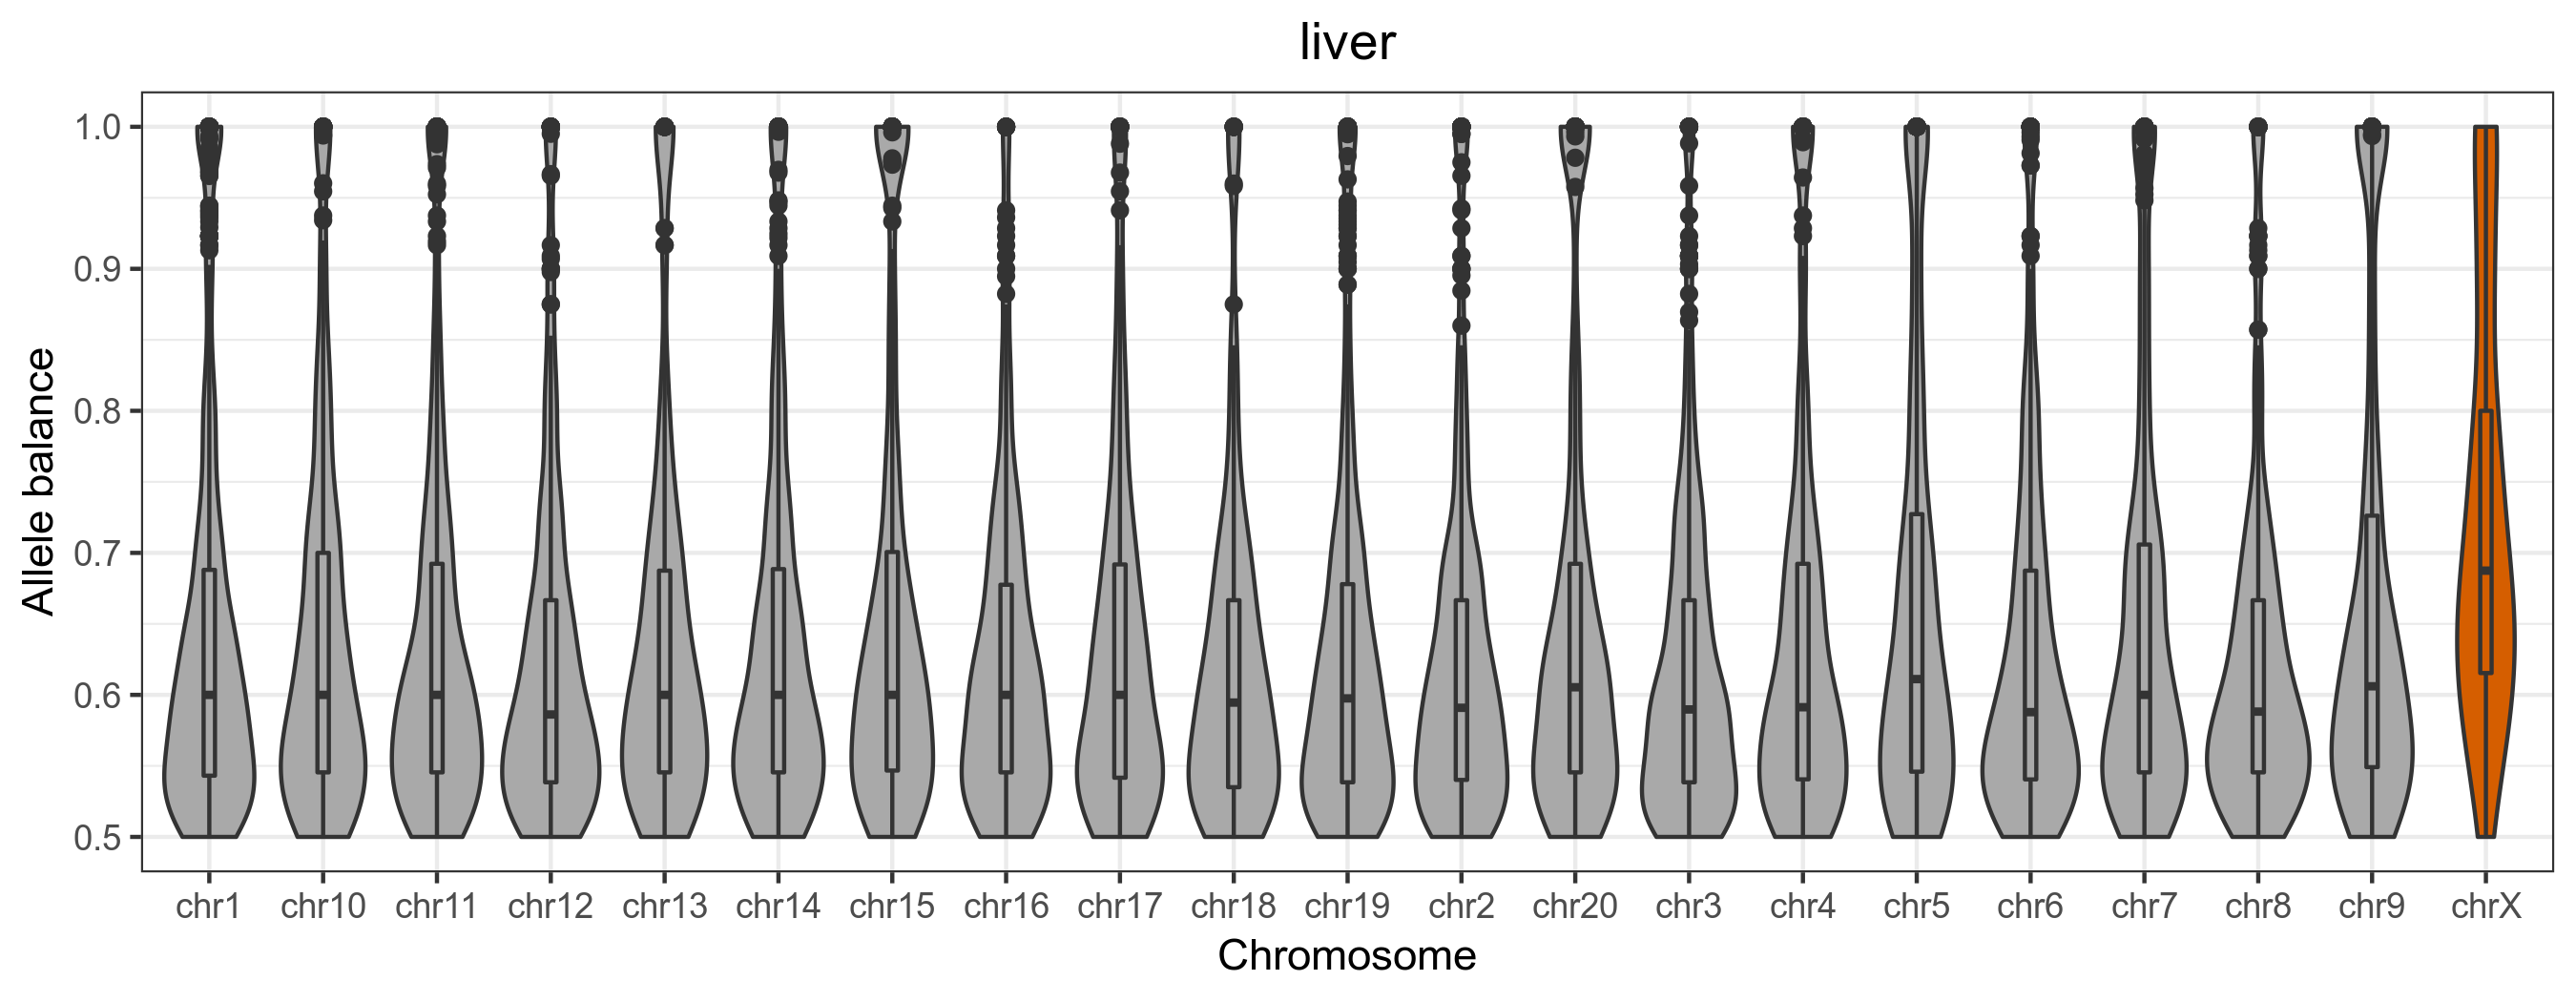 liver
Allele balance
1.0
0.9
0.8
0.7
0.6
0.5
chr1 chr10 chr11 chr12 chr13 chr14 chr15 chr16 chr17 chr18 chr19 chr2 chr20 chr3 chr4 chr5 chr6 chr7 chr8 chr9 chrX
Chromosome